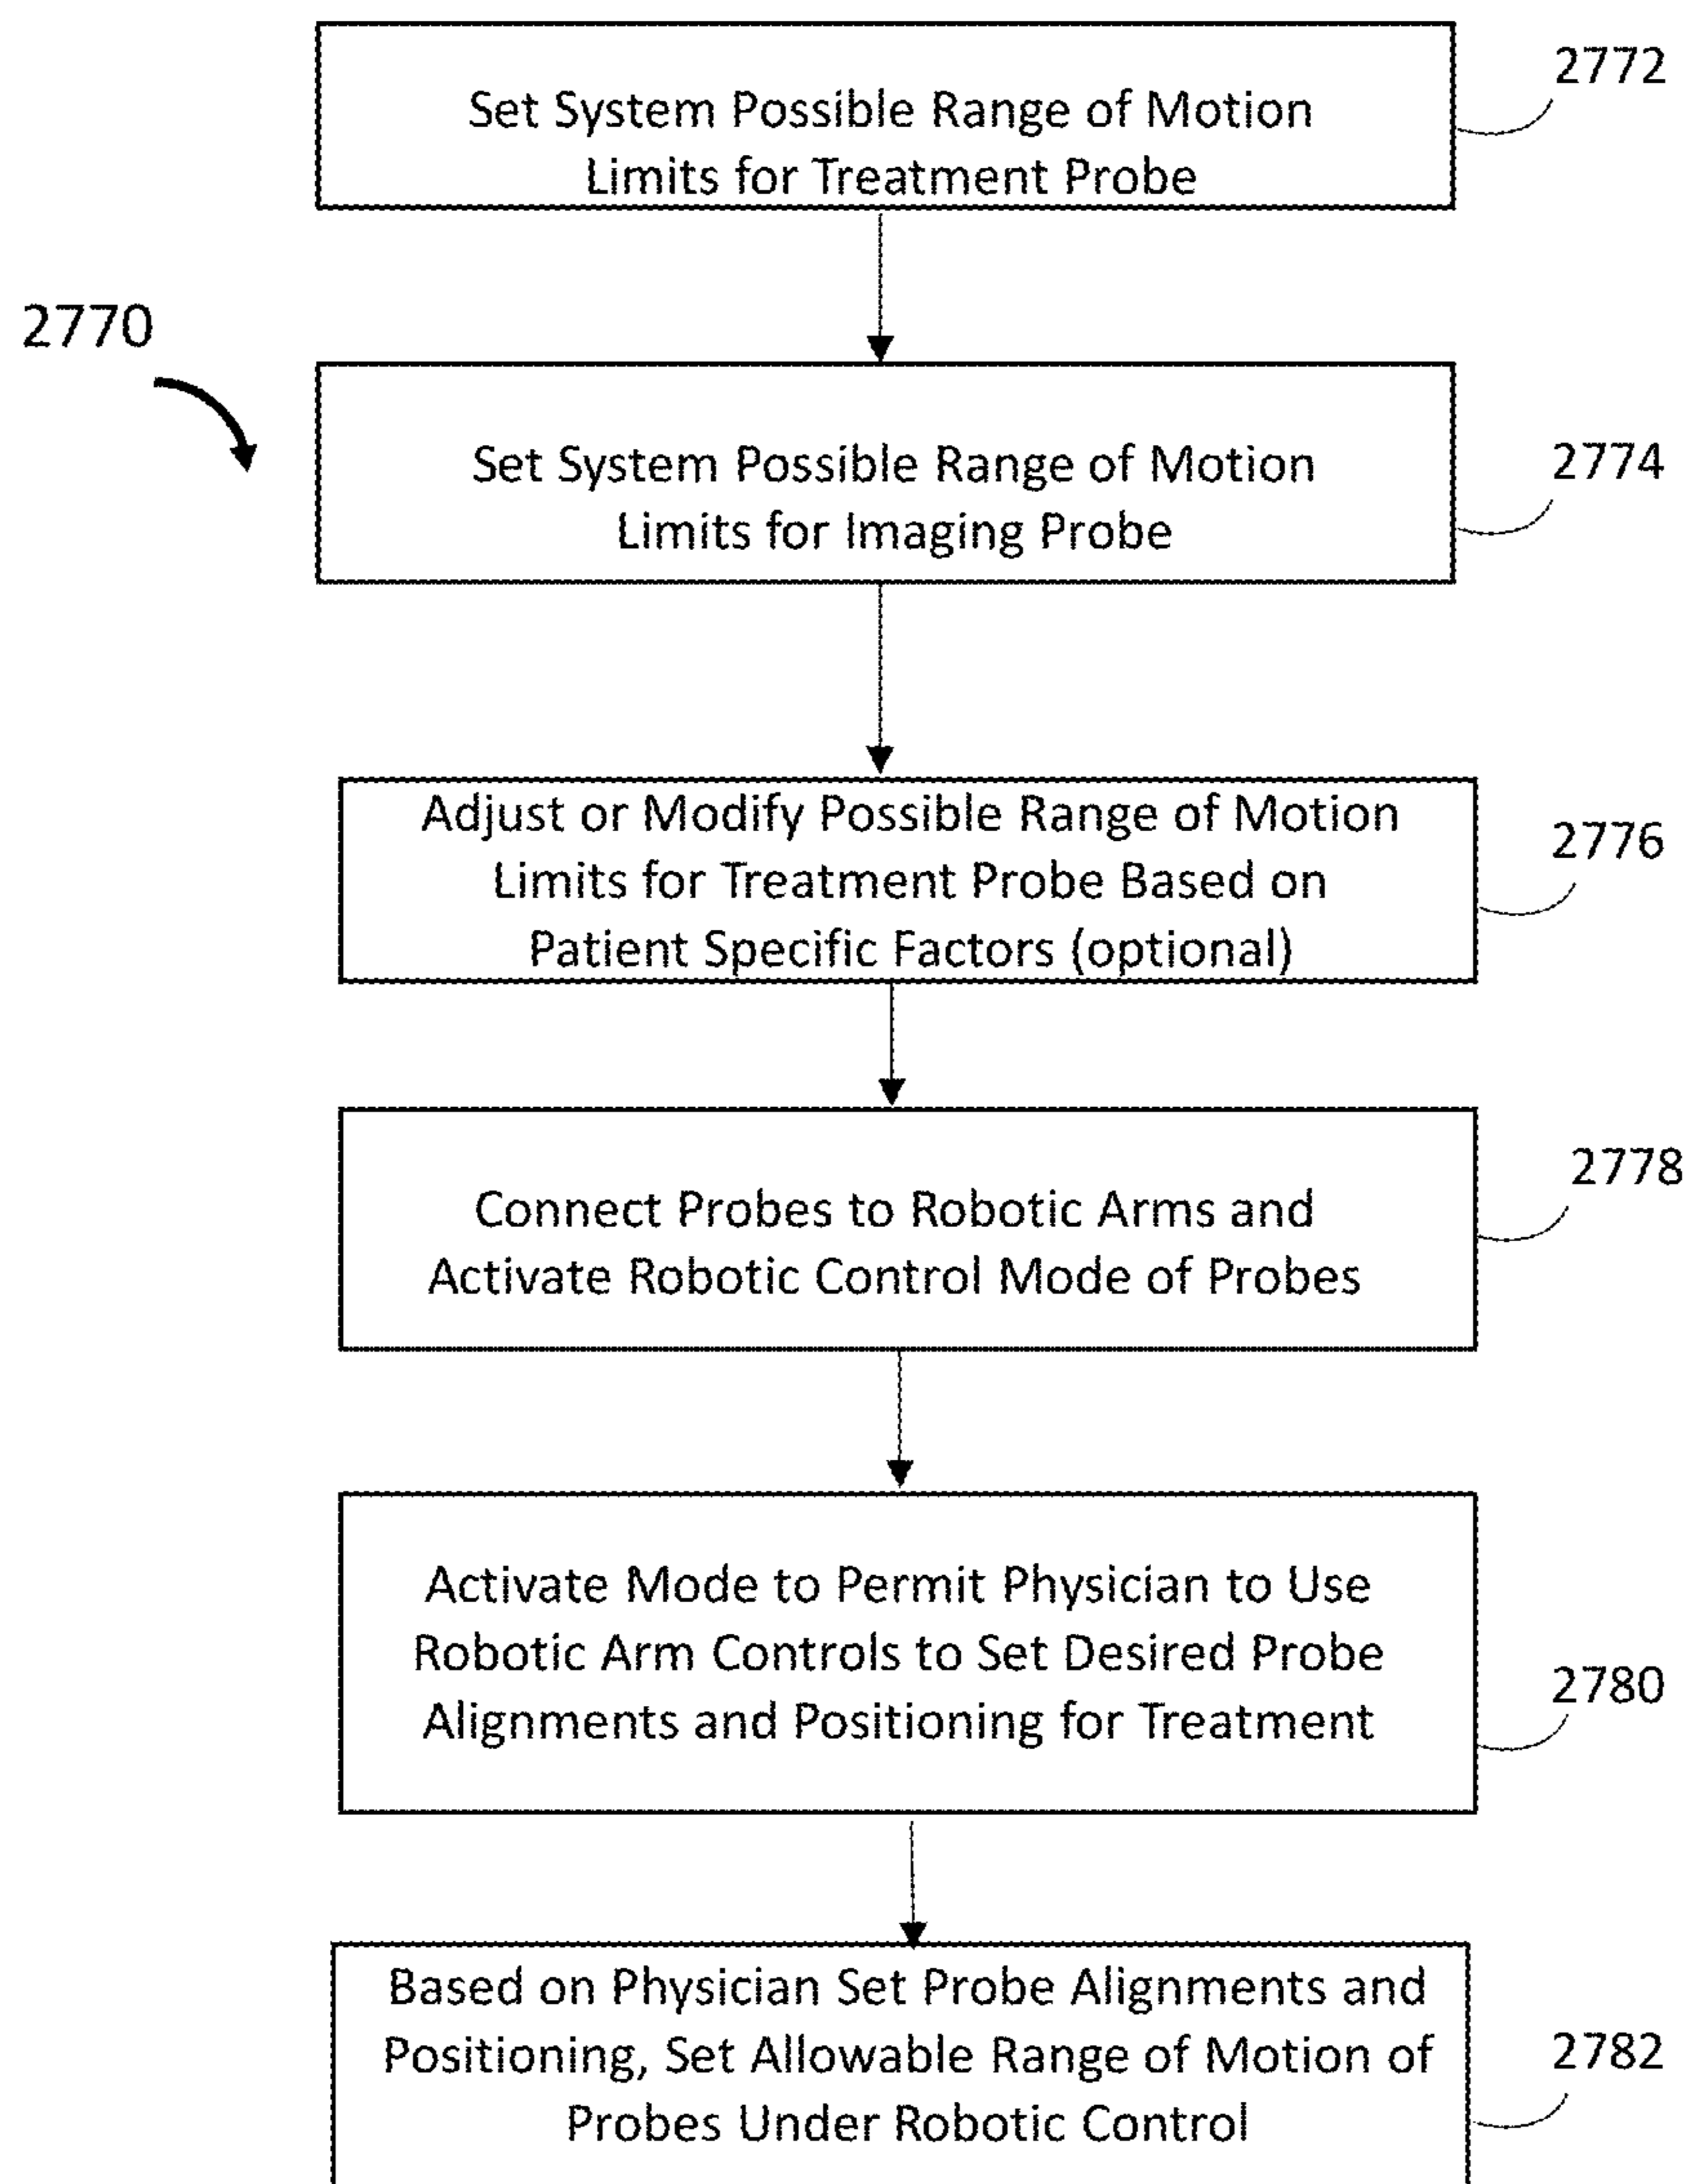 Set System Possible Range of Motion
Limits for Treatment Probe
2772
2770
Set System Possible Range of Motion
Limits for Imaging Probe
2774
Adjust or Modify Possible Range of Motion
Limits for Treatment Probe Based on
Patient Specific Factors (optional)
2776
Connect Probes to Robotic Arms and
Activate Robotic Control Mode of Probes
2778
Activate Mode to Permit Physician to Use
Robotic Arm Controls to Set Desired Probe
Alignments and Positioning for Treatment
2780
Based on Physician Set Probe Alignments and
Positioning, Set Allowable Range of Motion of
Probes Under Robotic Control
2782